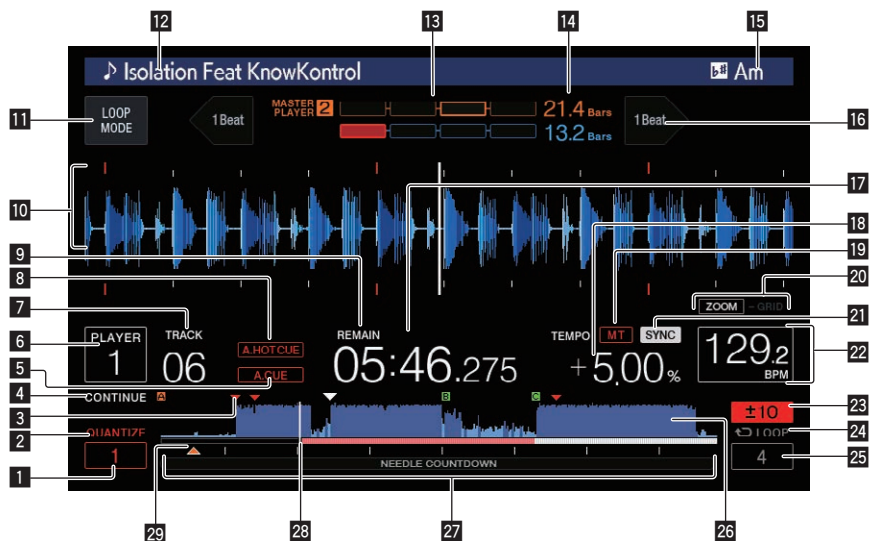 12 13 14 15
♪ Isolation Feat KnowKontrol ♭# Am
11 LOOP MODE 1Beat MASTER PLAYER 2 21.4 Bars 1Beat 16
13.2 Bars
17
10 18
9 19
8 20
7 ZOOM - GRID 21
6 PLAYER 1 TRACK 06 A.HOTCUE REMAIN 05:46.275 TEMPO MT SYNC +5.00% 129.2 BPM 22
5 A.CUE
4 CONTINUE A B C ±10 23
3
2 QUANTIZE LOOP 24
1 1 NEEDLE COUNTDOWN 4 25
29 28 27 26